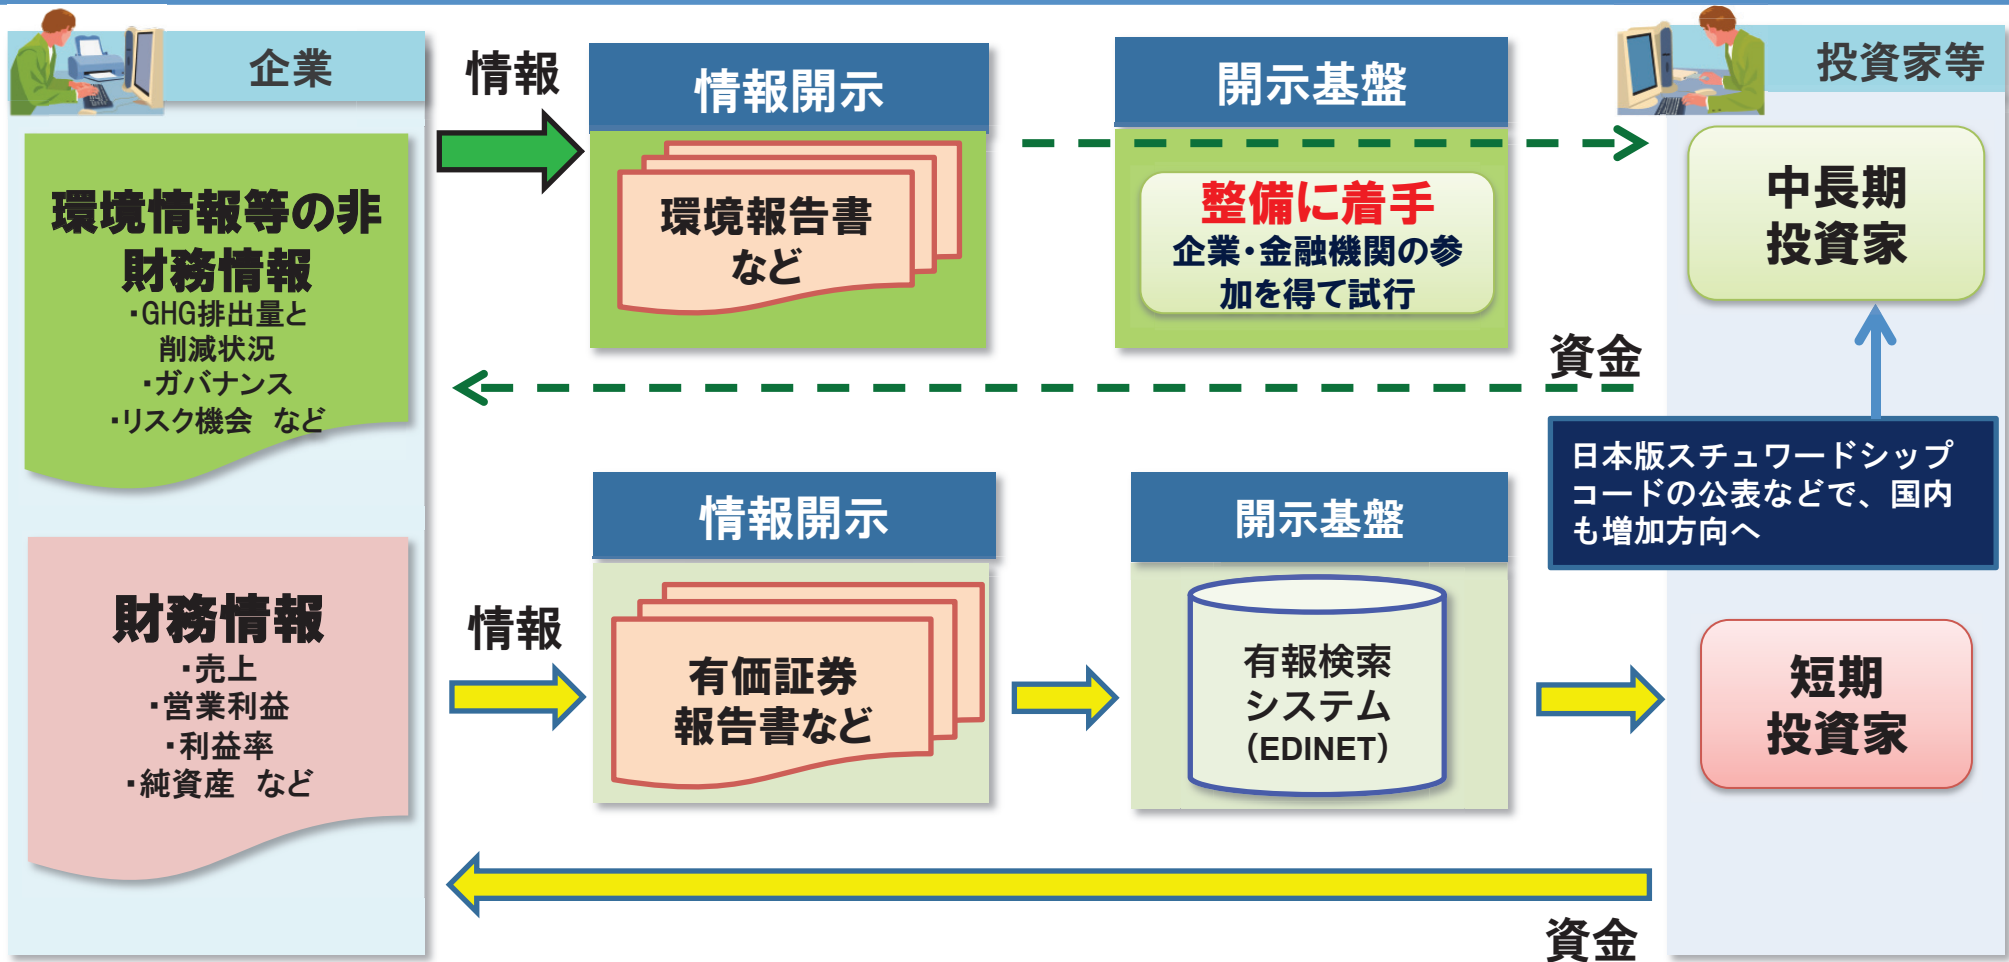 企業
環境情報等の非
財務情報
・GHG排出量と
削減状況
・ガバナンス
・リスク機会　など
財務情報
・売上
・営業利益
・利益率
・純資産　など
情報
情報開示
環境報告書
など
開示基盤
整備に着手
企業・金融機関の参
加を得て試行
資金
情報
情報開示
有価証券
報告書など
開示基盤
有報検索
システム
（EDINET）
資金
投資家等
中長期
投資家
日本版スチュワードシップ
コードの公表などで、国内
も増加方向へ
短期
投資家